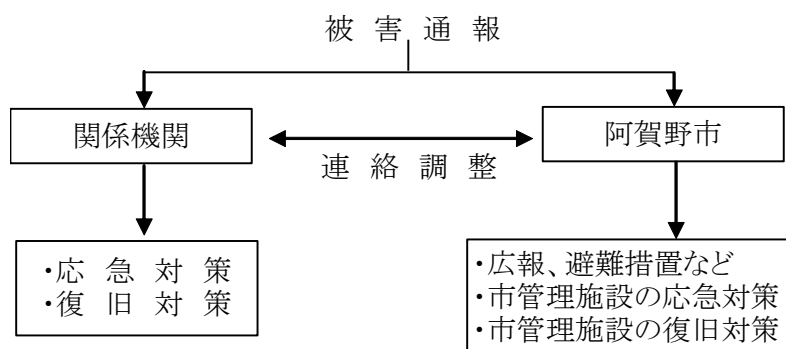 被害通報
関係機関
阿賀野市
連絡調整
・応急対策
・復旧対策
・広報、避難措置など
・市管理施設の応急対策
・市管理施設の復旧対策